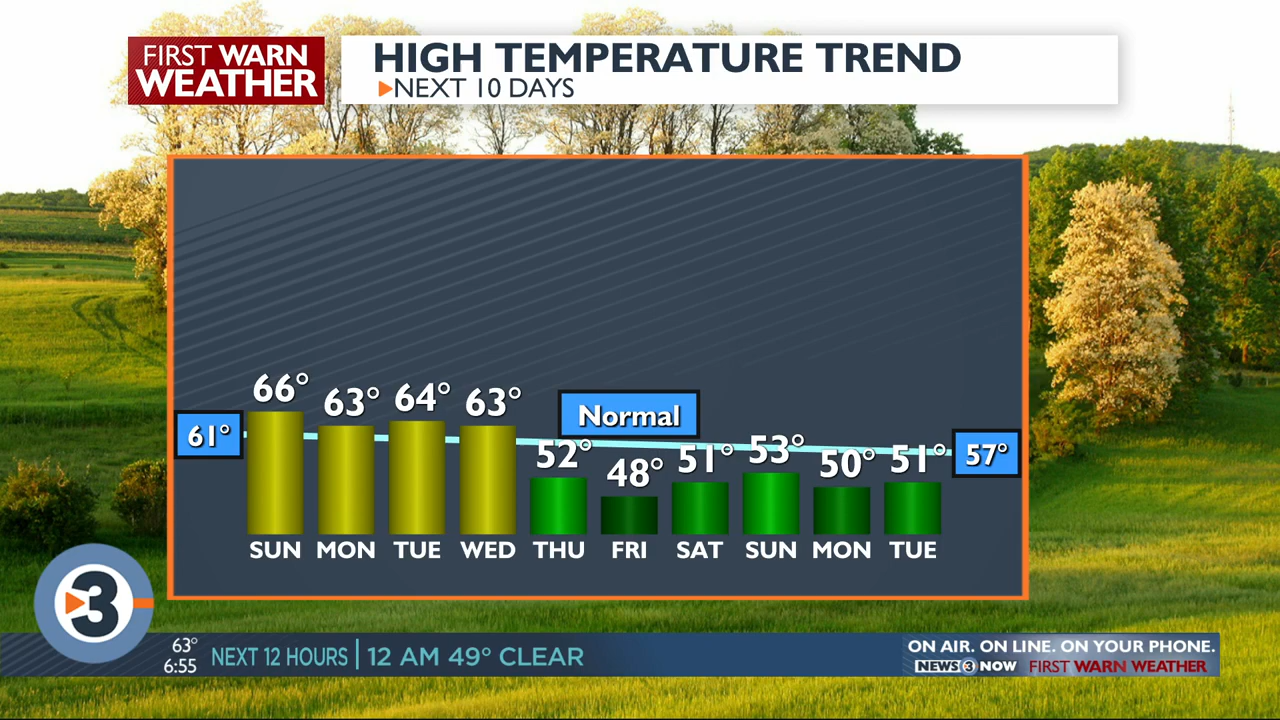 FIRST WARN
WEATHER
HIGH TEMPERATURE TREND
NEXT 10 DAYS
66° 63° 64° 63° 52° 48° 51° 53° 50° 51°
61° Normal 57°
SUN MON TUE WED THU FRI SAT SUN MON TUE
3
63°
6:55
NEXT 12 HOURS 12 AM 49° CLEAR
ON AIR. ON LINE. ON YOUR PHONE.
NEWS 3 NOW FIRST WARN WEATHER